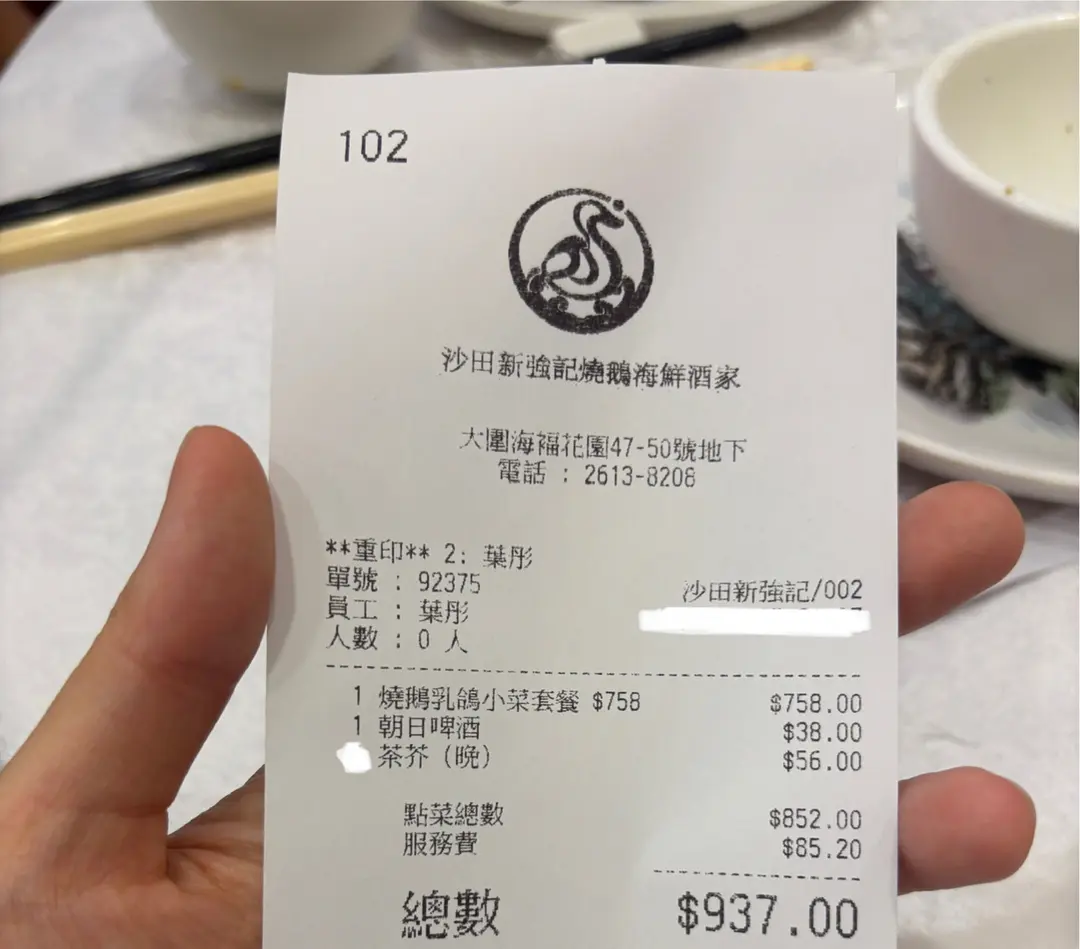 102
沙田新強記燒鵝海鮮酒家
大圍海福花園47-50號地下
電話 : 2613-8208
**重印** 2: 葉彤
單號 : 92375
沙田新強記/002
員工 : 葉彤
人數 : 0 人
1 燒鵝乳鴿小菜套餐 $758 $758.00
1 朝日啤酒 $38.00
茶芥 (晚) $56.00
點菜總數 $852.00
服務費 $85.20
總數 $937.00